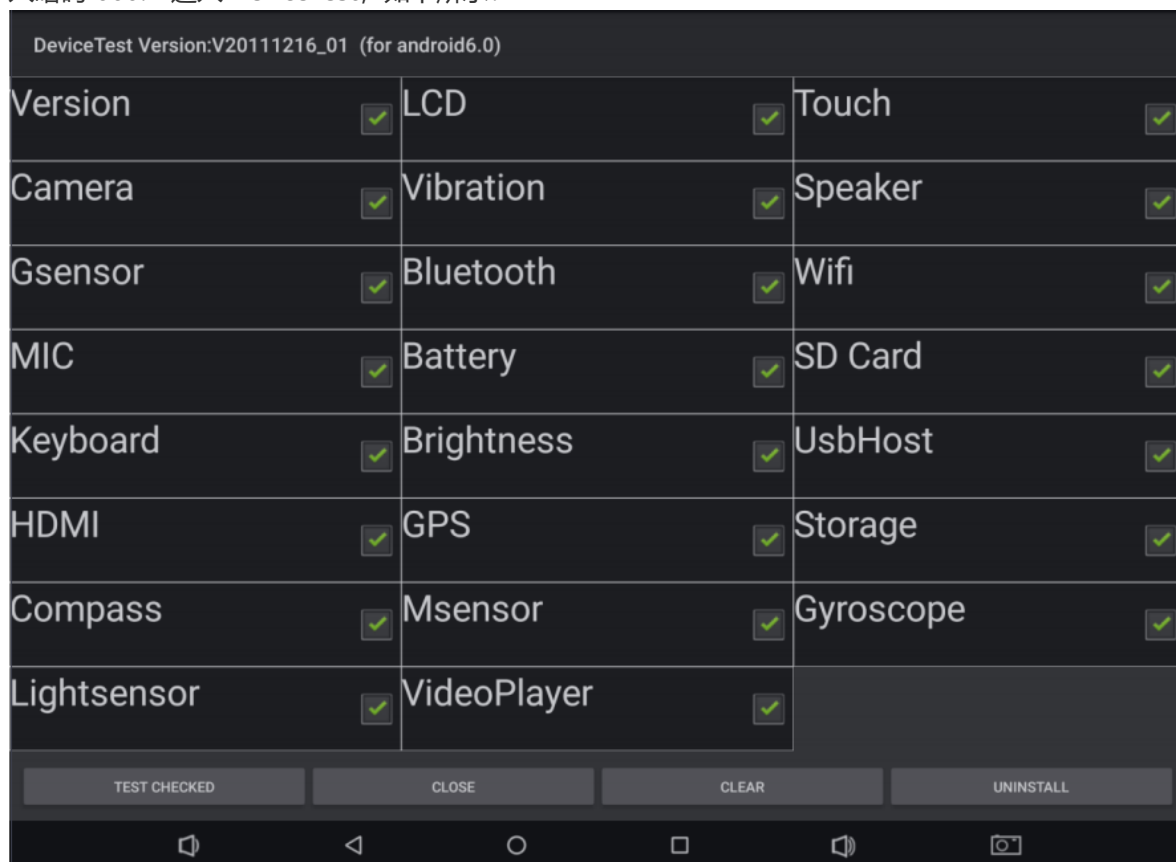 DeviceTest Version:V20111216_01 (for android6.0)
Version LCD Touch
Camera Vibration Speaker
Gsensor Bluetooth Wifi
MIC Battery SD Card
Keyboard Brightness UsbHost
HDMI GPS Storage
Compass Msensor Gyroscope
Lightsensor VideoPlayer
TEST CHECKED CLOSE CLEAR UNINSTALL